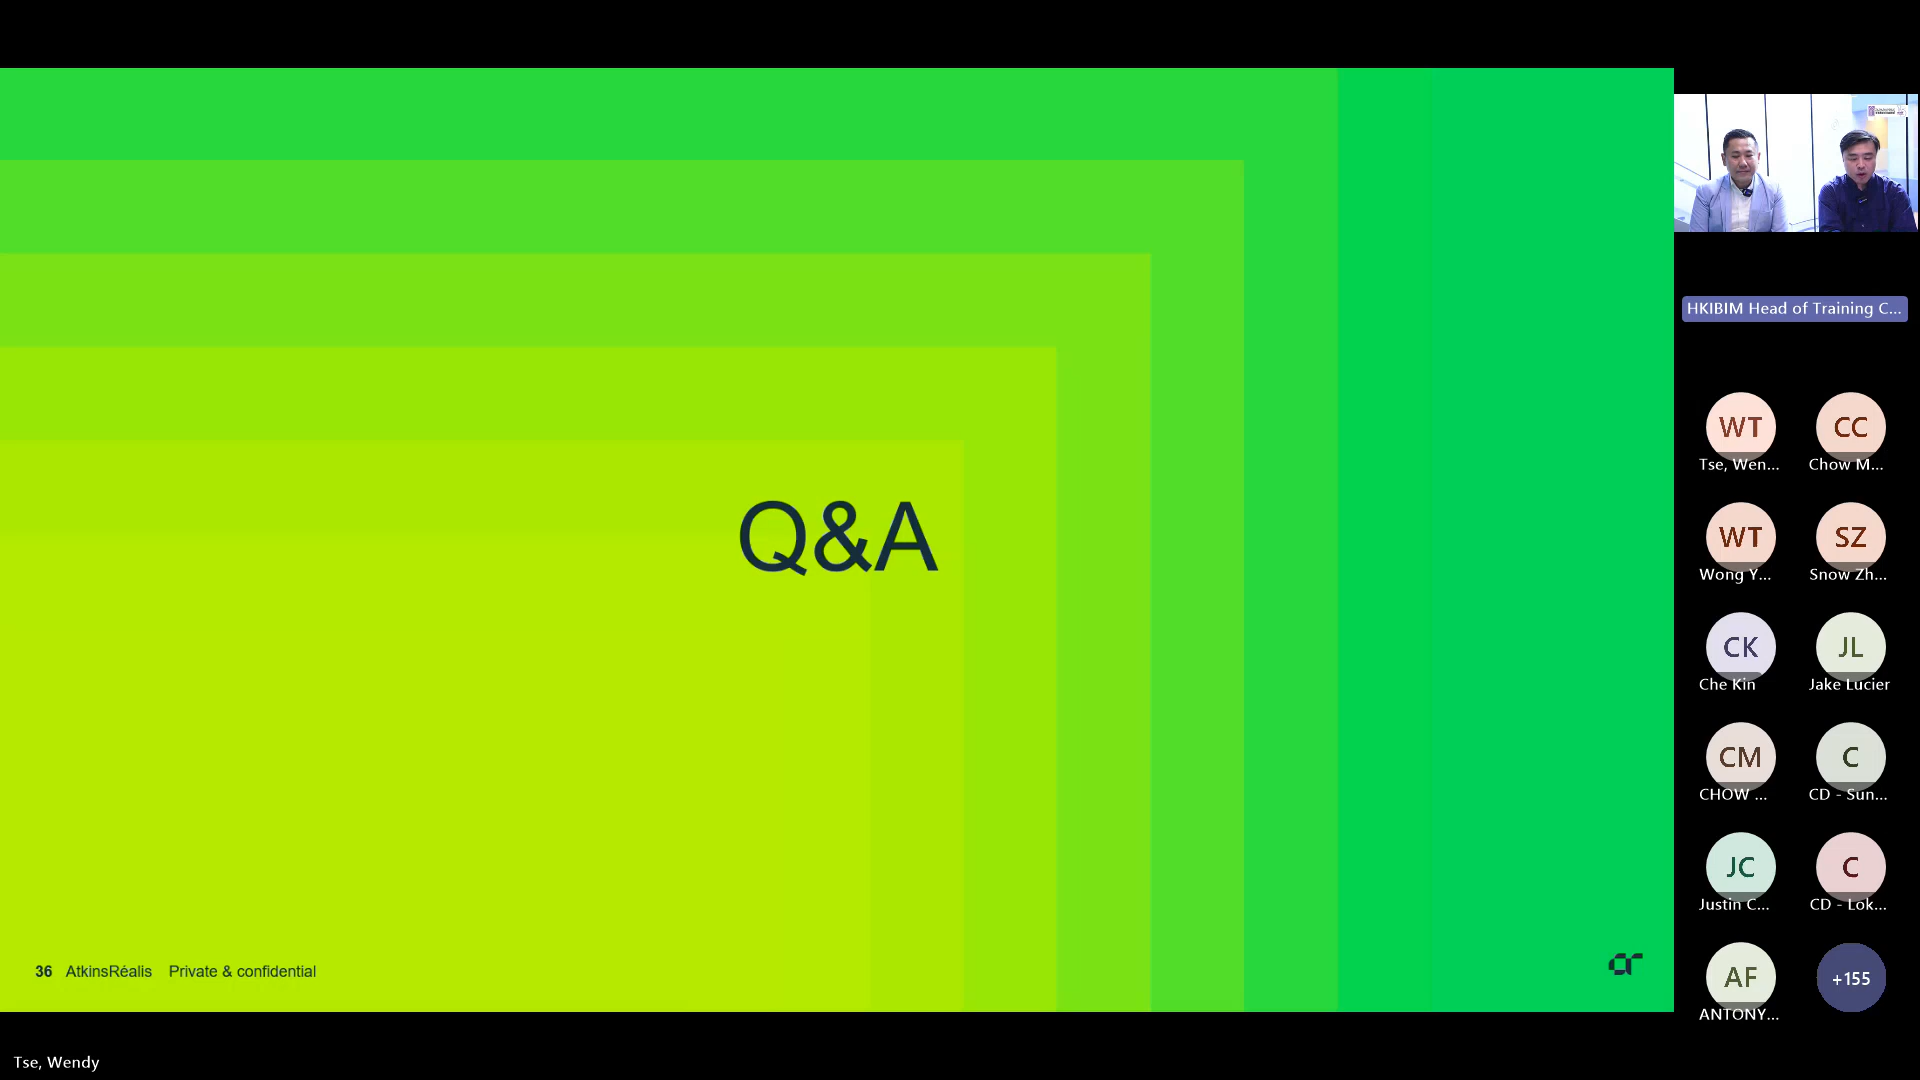 Q&A
36 AtkinsRéalis Private & confidential
HKIBIM Head of Training C...
WT
Tse, Wen...
CC
Chow M...
WT
Wong Y...
SZ
Snow Zh...
CK
Che Kin
JL
Jake Lucier
CM
CHOW ...
C
CD - Sun...
JC
Justin C...
C
CD - Lok...
AF
ANTONY...
+155
Tse, Wendy